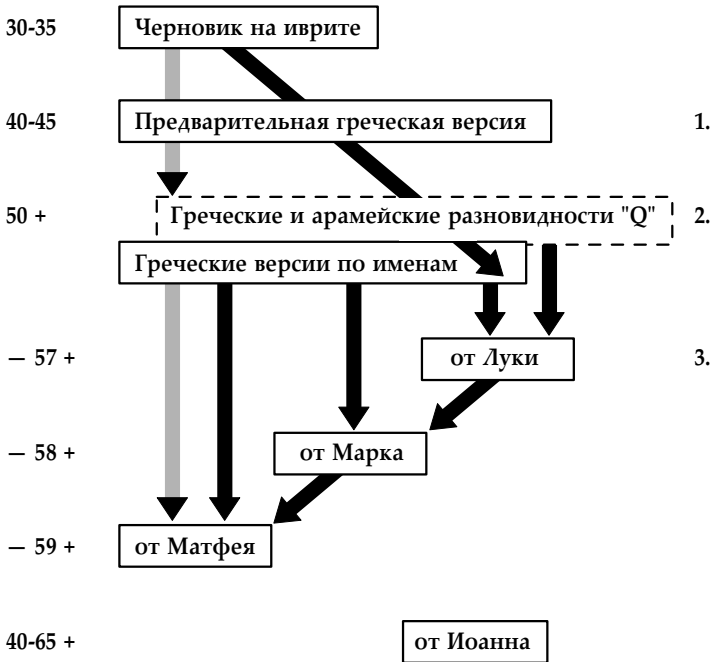 30-35 Черновик на иврите
40-45 Предварительная греческая версия 1.
50 + Греческие и арамейские разновидности "Q" 2.
Греческие версии по именам
— 57 + от Луки 3.
— 58 + от Марка
— 59 + от Матфея
40-65 + от Иоанна